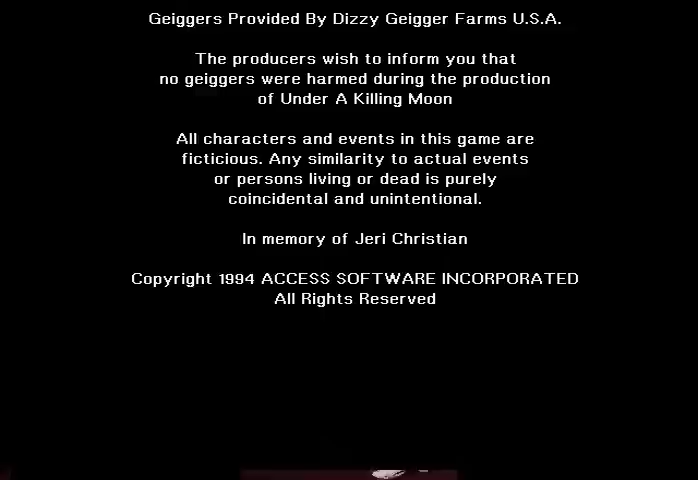 Geiggers Provided By Dizzy Geigger Farms U.S.A.
The producers wish to inform you that
no geiggers were harmed during the production
of Under A Killing Moon
All characters and events in this game are
ficticious. Any similarity to actual events
or persons living or dead is purely
coincidental and unintentional.
In memory of Jeri Christian
Copyright 1994 ACCESS SOFTWARE INCORPORATED
All Rights Reserved